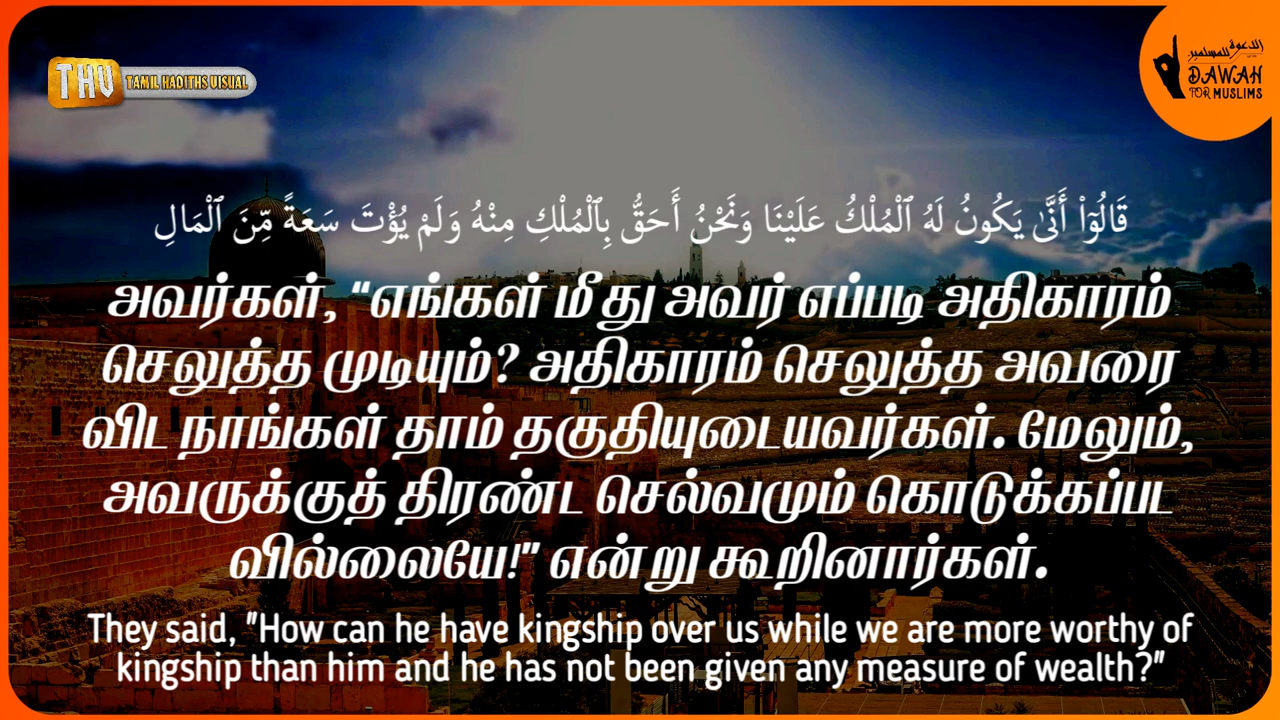 THV TAMIL HADITHS VISUAL
الدعوة للمسلمين
DAWAH
FOR MUSLIMS
قَالُوٓا۟ أَنَّىٰ يَكُونُ لَهُ ٱلْمُلْكُ عَلَيْنَا وَنَحْنُ أَحَقُّ بِٱلْمُلْكِ مِنْهُ وَلَمْ يُؤْتَ سَعَةً مِّنَ ٱلْمَالِ
அவர்கள், “எங்கள் மீது அவர் எப்படி அதிகாரம்
செலுத்த முடியும்? அதிகாரம் செலுத்த அவரை
விட நாங்கள் தாம் தகுதியுடையவர்கள். மேலும்,
அவருக்குத் திரண்ட செல்வமும் கொடுக்கப்பட
வில்லையே!" என்று கூறினார்கள்.
They said, "How can he have kingship over us while we are more worthy of
kingship than him and he has not been given any measure of wealth?"